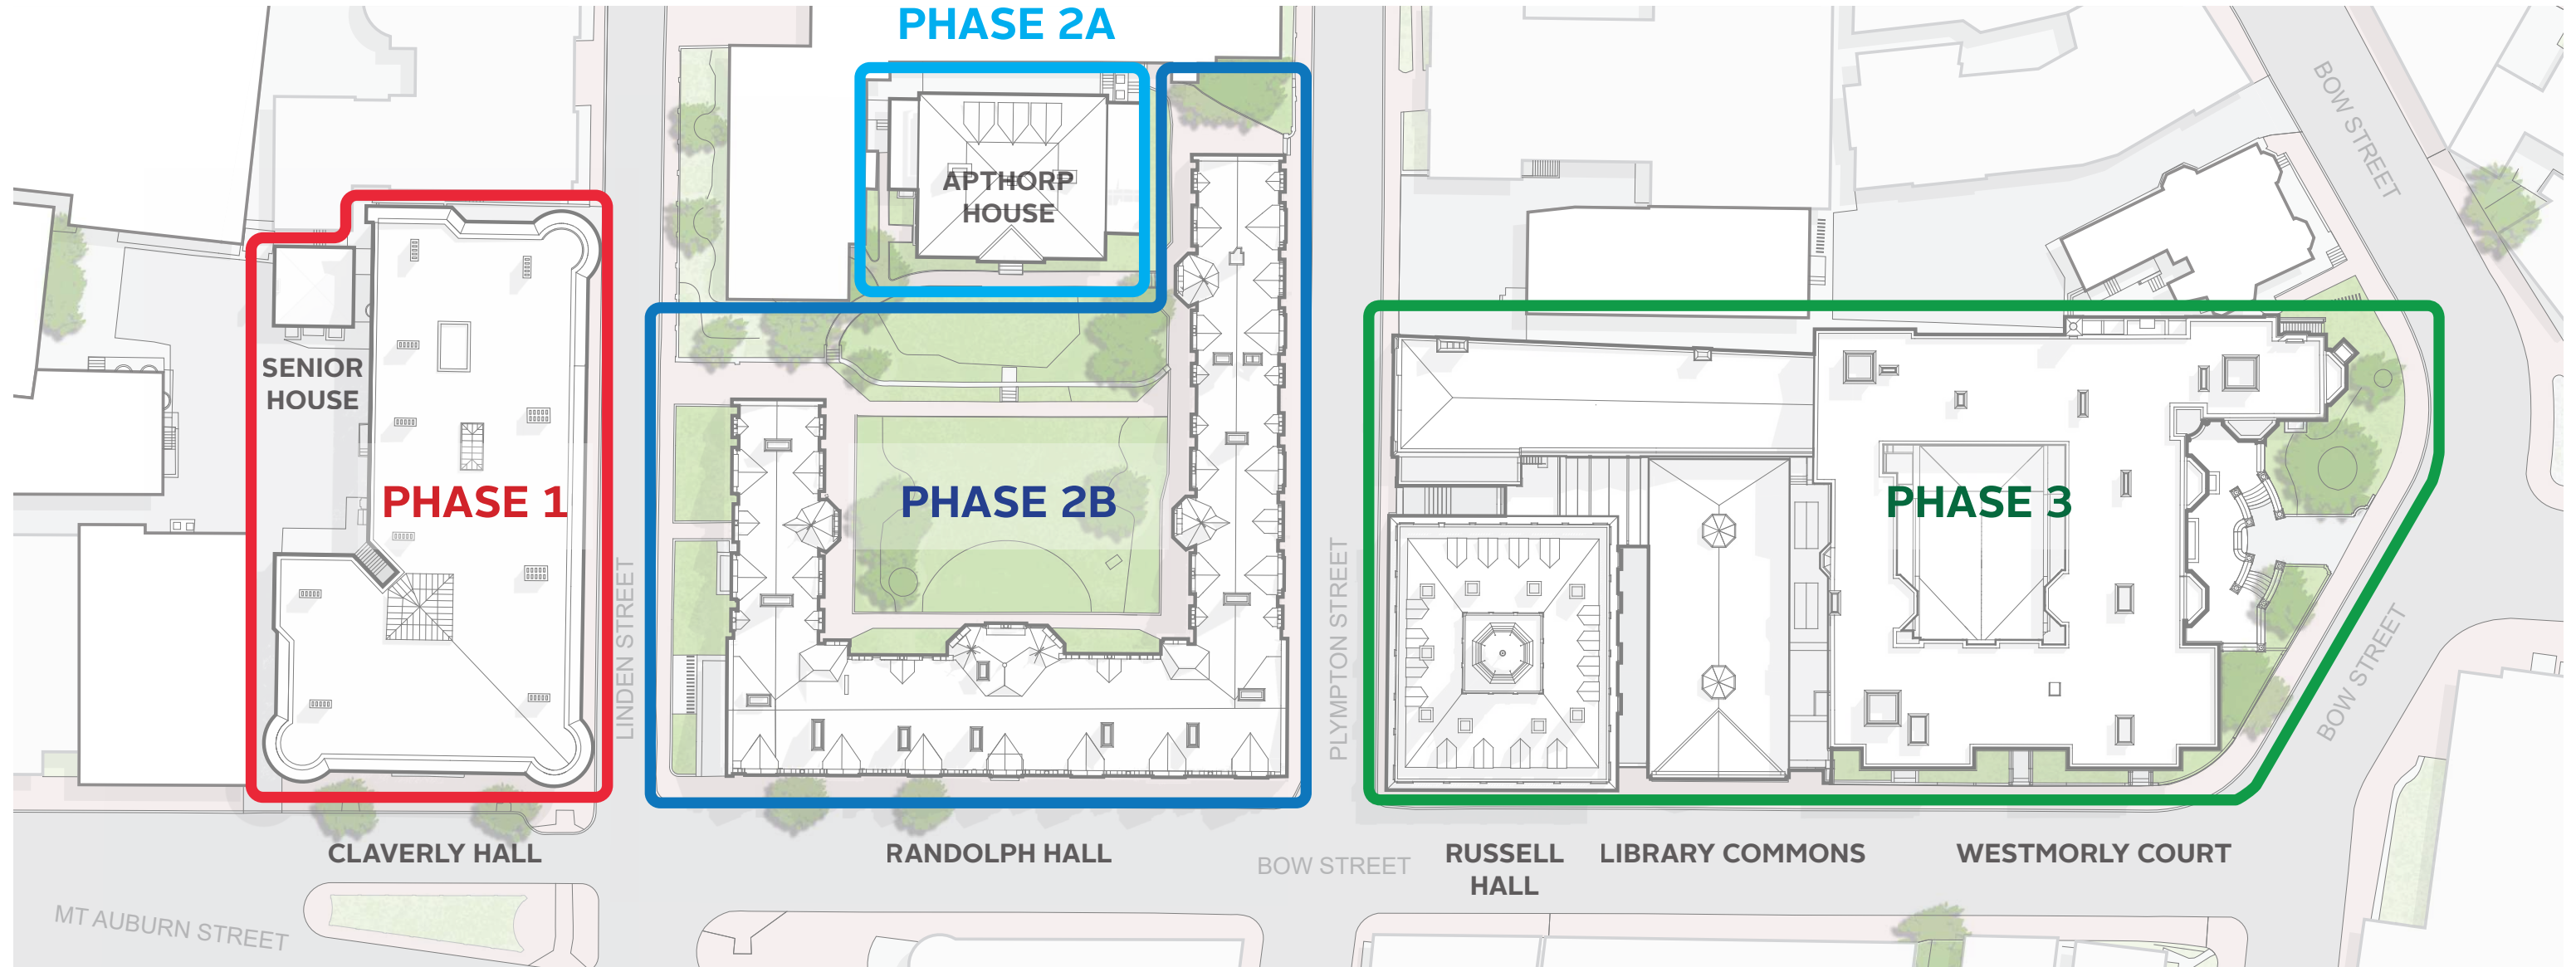 PHASE 2A
BOW STREET
APTHORP
HOUSE
SENIOR
HOUSE
PHASE 1
PHASE 2B
PHASE 3
LINDEN STREET
PLYMPTON STREET
BOW STREET
CLAVERLY HALL
RANDOLPH HALL
BOW STREET
RUSSELL
HALL
LIBRARY COMMONS
WESTMORLY COURT
MT AUBURN STREET